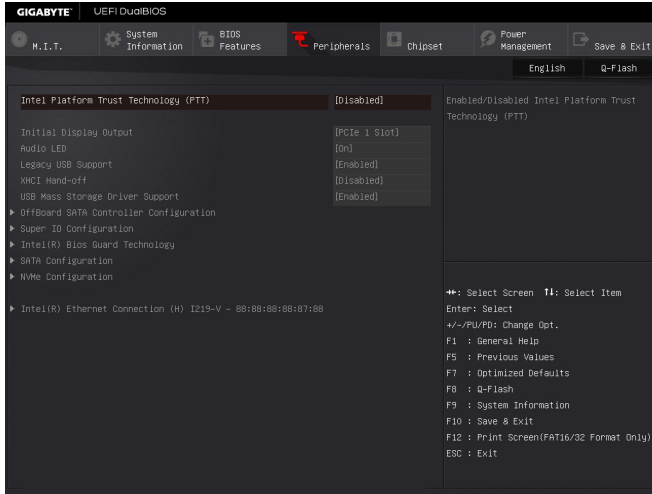 GIGABYTE™ UEFI DualBIOS
M.I.T. System Information BIOS Features Peripherals Chipset Power Management Save & Exit
English Q-Flash
Intel Platform Trust Technology (PTT) [Disabled]
Enabled/Disabled Intel Platform Trust
Technology (PTT)
Initial Display Output [PCIe 1 Slot]
Audio LED [On]
Legacy USB Support [Enabled]
XHCI Hand-off [Disabled]
USB Mass Storage Driver Support [Enabled]
OffBoard SATA Controller Configuration
Super IO Configuration
Intel(R) Bios Guard Technology
SATA Configuration
NVMe Configuration
Intel(R) Ethernet Connection (H) I219-V - 88:88:88:88:87:88
→←: Select Screen ↑↓: Select Item
Enter: Select
+/-/PU/PD: Change Opt.
F1 : General Help
F5 : Previous Values
F7 : Optimized Defaults
F8 : Q-Flash
F9 : System Information
F10 : Save & Exit
F12 : Print Screen(FAT16/32 Format Only)
ESC : Exit